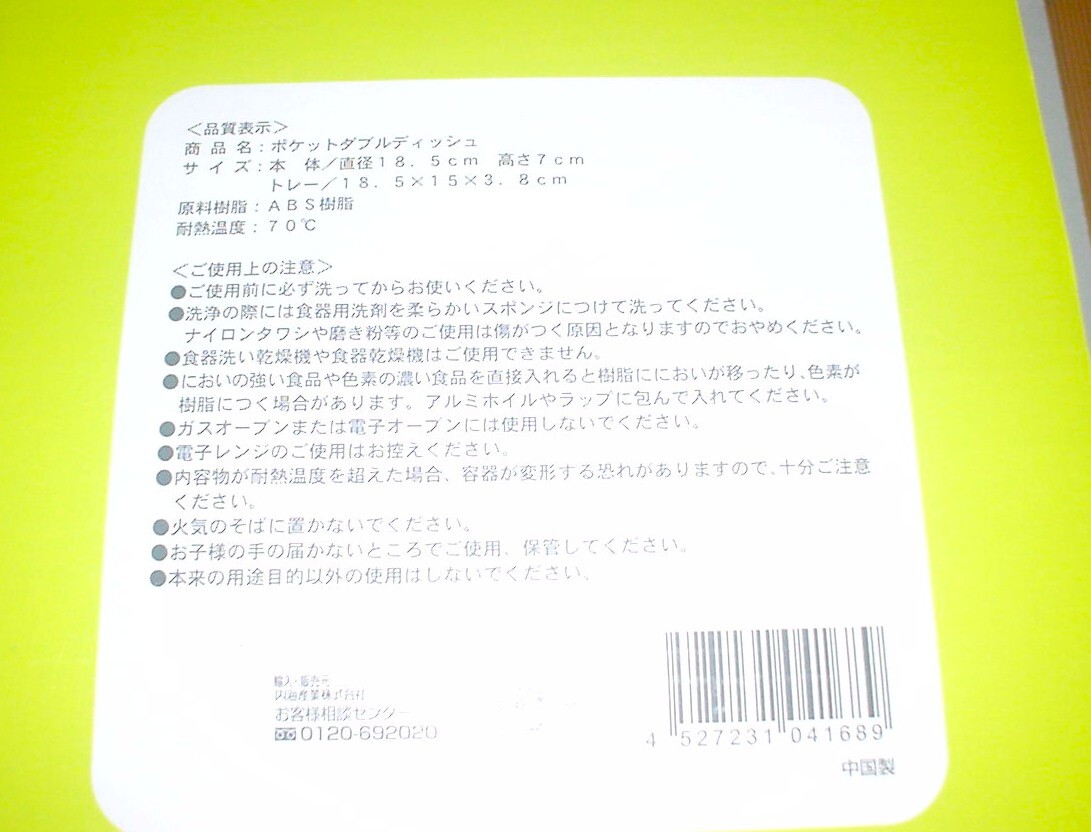 ＜品質表示＞
商品名：ポケットダブルディッシュ
サイズ：本　体／直径１８．５ｃｍ　高さ７ｃｍ
トレー／１８．５×１５×３．８ｃｍ
原料樹脂：ＡＢＳ樹脂
耐熱温度：７０℃
＜ご使用上の注意＞
●ご使用前に必ず洗ってからお使いください。
●洗浄の際には食器用洗剤を柔らかいスポンジにつけて洗ってください。
ナイロンタワシや磨き粉等のご使用は傷がつく原因となりますのでおやめください。
●食器洗い乾燥機や食器乾燥機はご使用できません。
●においの強い食品や色素の濃い食品を直接入れると樹脂ににおいが移ったり、色素が
樹脂につく場合があります。アルミホイルやラップに包んで入れてください。
●ガスオーブンまたは電子オーブンには使用しないでください。
●電子レンジのご使用はお控えください。
●内容物が耐熱温度を超えた場合、容器が変形する恐れがありますので、十分ご注意
ください。
●火気のそばに置かないでください。
●お子様の手の届かないところでご使用、保管してください。
●本来の用途目的以外の使用はしないでください。
輸入・販売元
内海産業株式会社
お客様相談センター
0120-692020
4 527231 041689
中国製